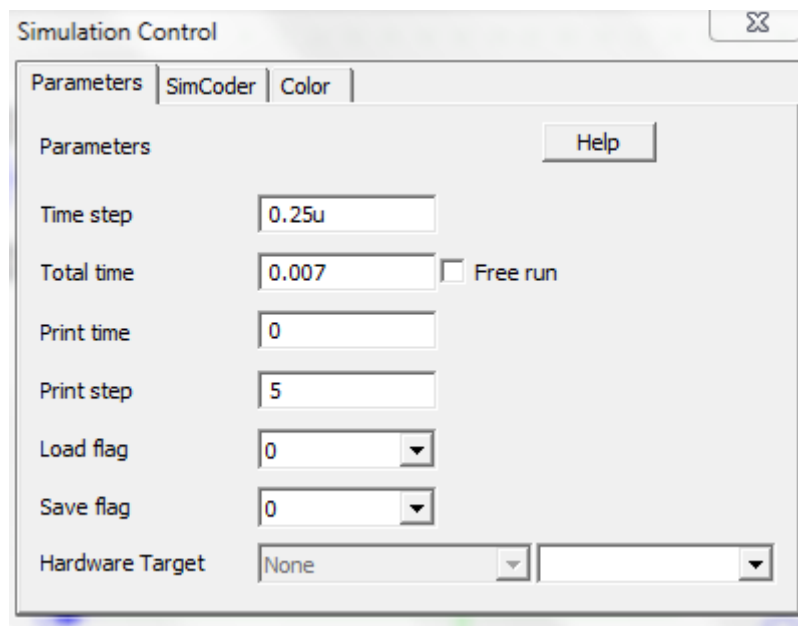 Simulation Control
Parameters SimCoder Color
Parameters Help
Time step 0.25u
Total time 0.007 Free run
Print time 0
Print step 5
Load flag 0
Save flag 0
Hardware Target None